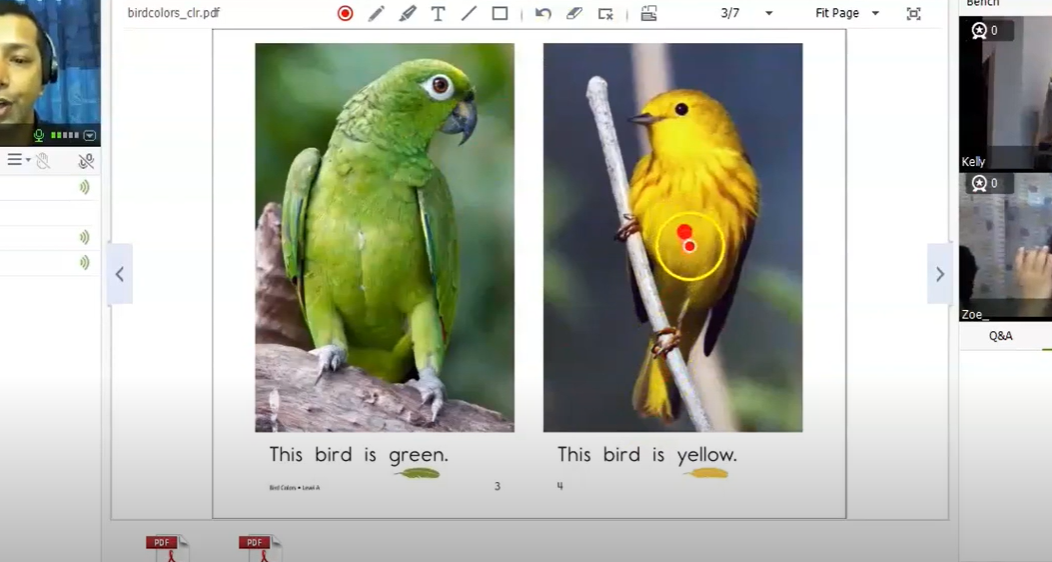 Bench
birdcolors_clr.pdf
T
3/7
Fit Page
0
Kelly
0
Zoe_
Q&A
This bird is green.
This bird is yellow.
Bird Colors • Level A
3
4
PDF
PDF